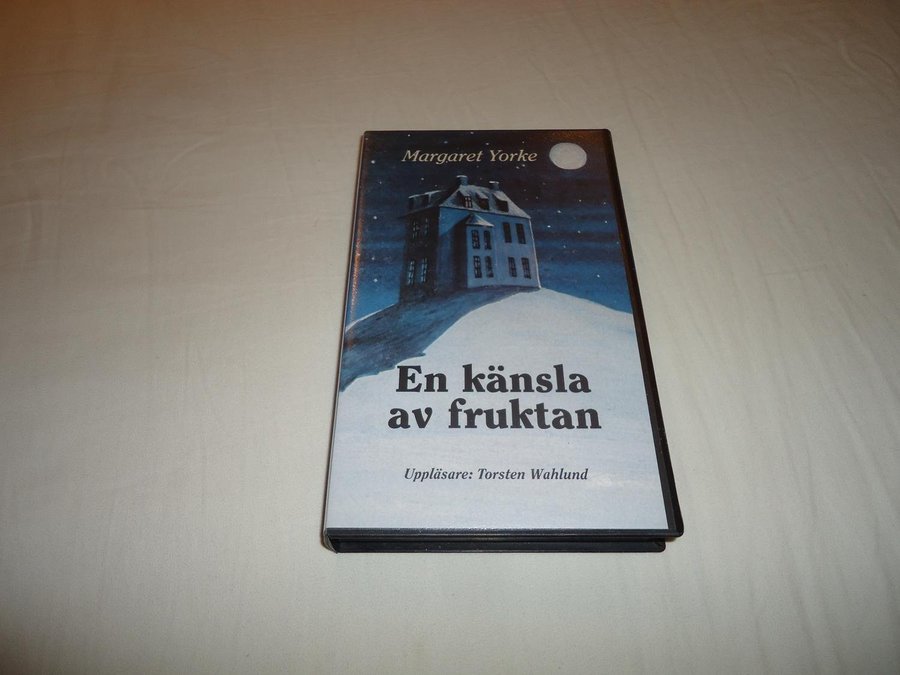 Margaret Yorke
En känsla
av fruktan
Uppläsare: Torsten Wahlund